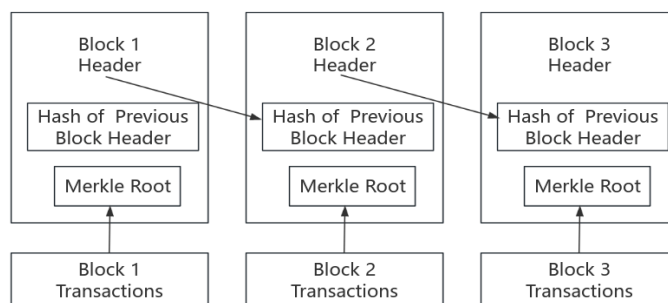 Block 1
Header
Hash of Previous
Block Header
Merkle Root
Block 1
Transactions
Block 2
Header
Hash of Previous
Block Header
Merkle Root
Block 2
Transactions
Block 3
Header
Hash of Previous
Block Header
Merkle Root
Block 3
Transactions